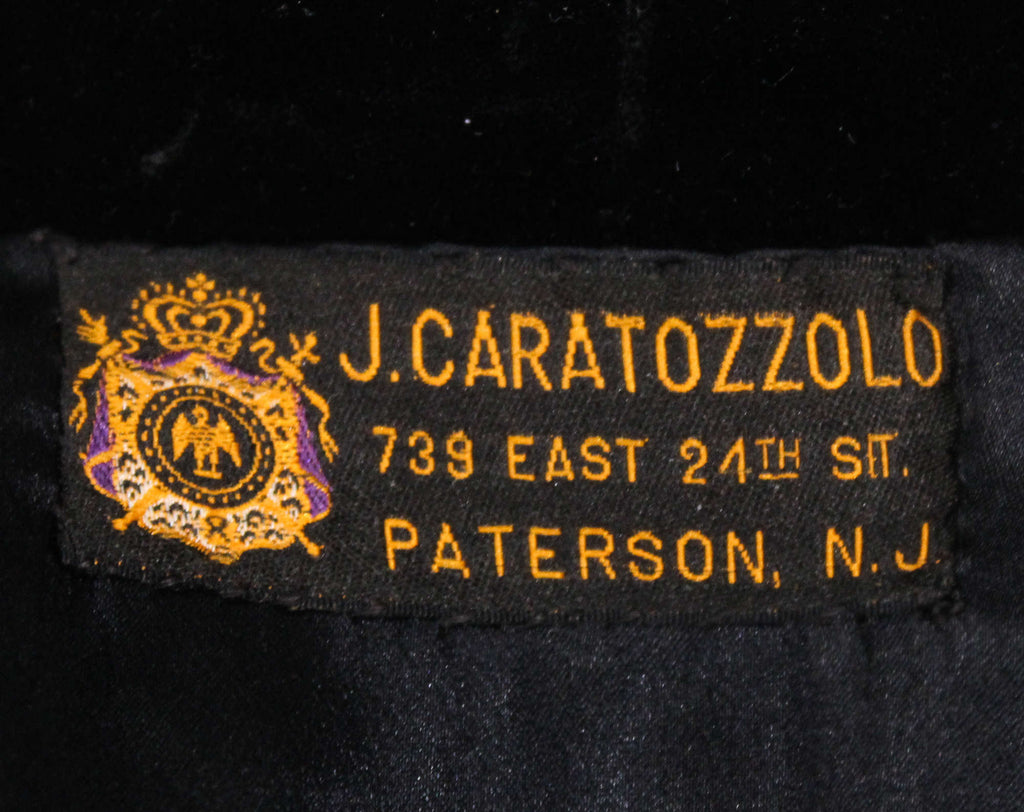 J. CARATOZZOLO
739 EAST 24TH ST.
PATERSON, N.J.